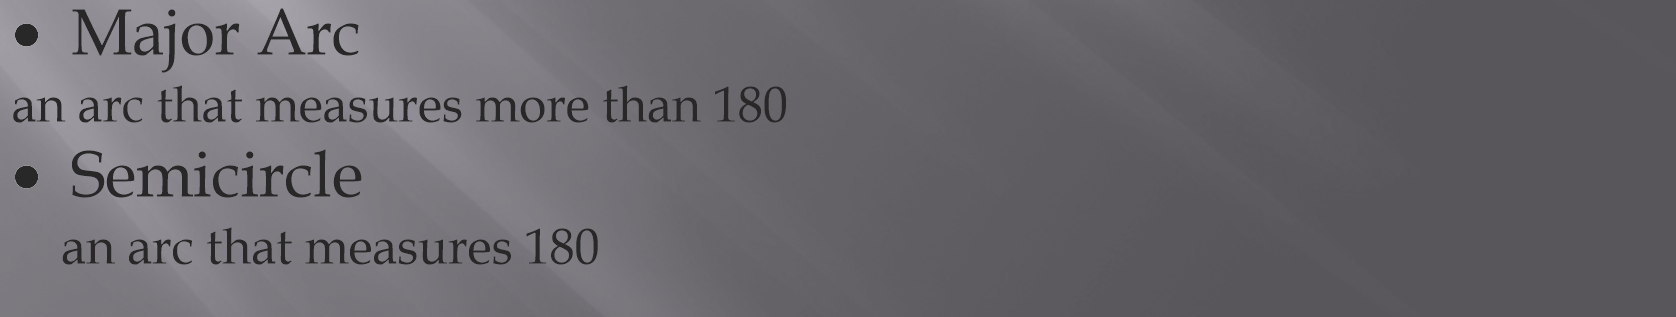 • Major Arc
an arc that measures more than 180
• Semicircle
an arc that measures 180